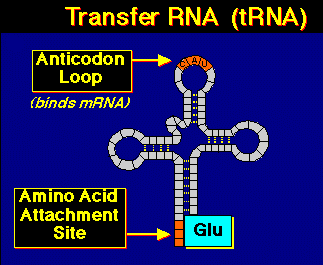 Transfer RNA (tRNA)
Anticodon
Loop
(binds mRNA)
Amino Acid
Attachment
Site
Glu